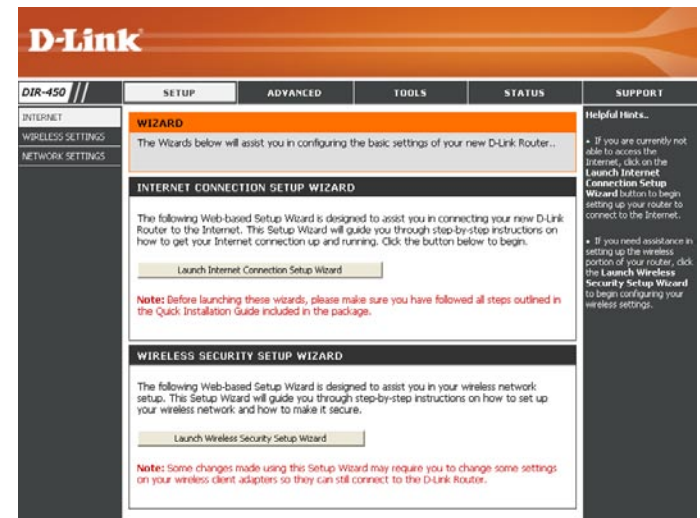 D-Link
DIR-450
SETUP
ADVANCED
TOOLS
STATUS
SUPPORT
INTERNET
WIRELESS SETTINGS
NETWORK SETTINGS
WIZARD
The Wizards below will assist you in configuring the basic settings of your new D-Link Router..
INTERNET CONNECTION SETUP WIZARD
The following Web-based Setup Wizard is designed to assist you in connecting your new D-Link
Router to the Internet. This Setup Wizard will guide you through step-by-step instructions on
how to get your Internet connection up and running. Click the button below to begin.
Launch Internet Connection Setup Wizard
Note: Before launching these wizards, please make sure you have followed all steps outlined in
the Quick Installation Guide included in the package.
WIRELESS SECURITY SETUP WIZARD
The following Web-based Setup Wizard is designed to assist you in your wireless network
setup. This Setup Wizard will guide you through step-by-step instructions on how to set up
your wireless network and how to make it secure.
Launch Wireless Security Setup Wizard
Note: Some changes made using this Setup Wizard may require you to change some settings
on your wireless client adapters so they can still connect to the D-Link Router.
Helpful Hints..
• If you are currently not
able to access the
Internet, click on the
Launch Internet
Connection Setup
Wizard button to begin
setting up your router to
connect to the Internet.
• If you need assistance in
setting up the wireless
portion of your router, click
the Launch Wireless
Security Setup Wizard
to begin configuring your
wireless settings.